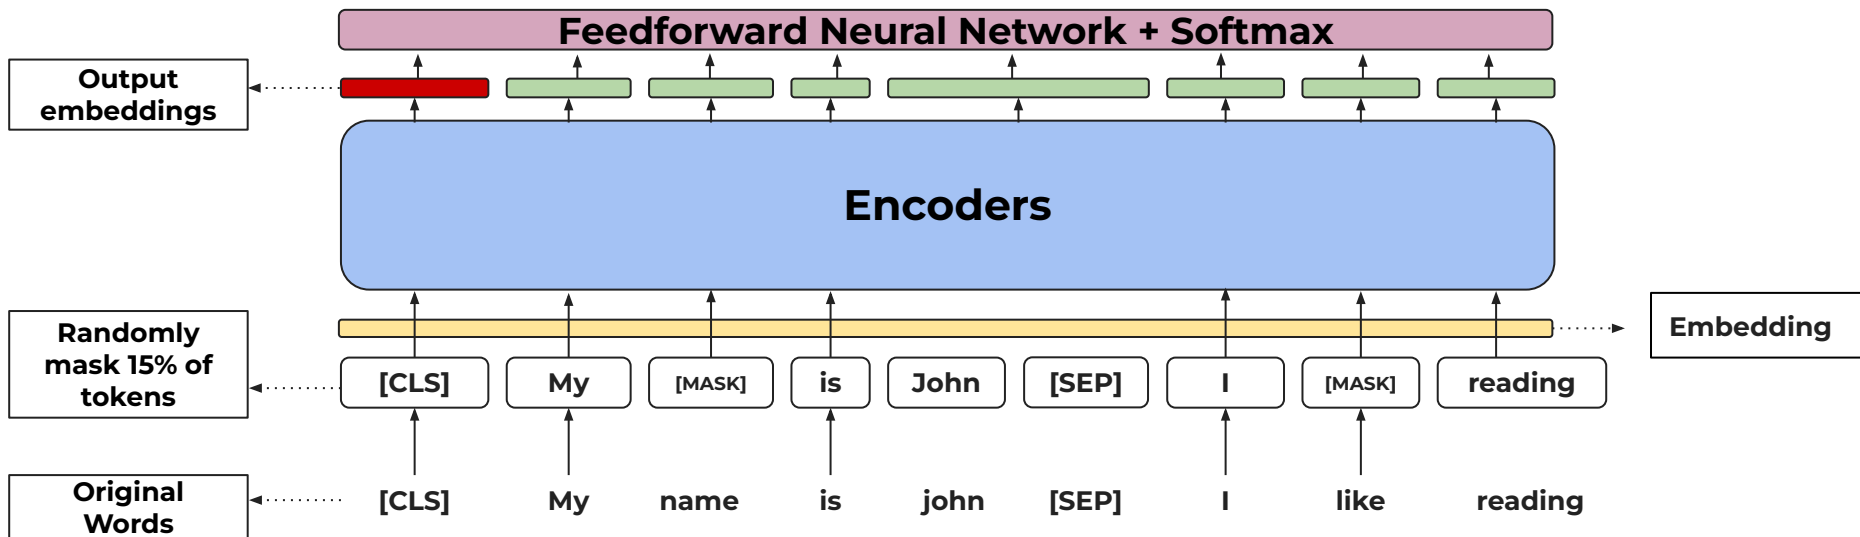 Feedforward Neural Network + Softmax
Output
embeddings
Encoders
Randomly
mask 15% of
tokens
Embedding
[CLS] My [MASK] is John [SEP] I [MASK] reading
Original
Words
[CLS] My name is john [SEP] I like reading